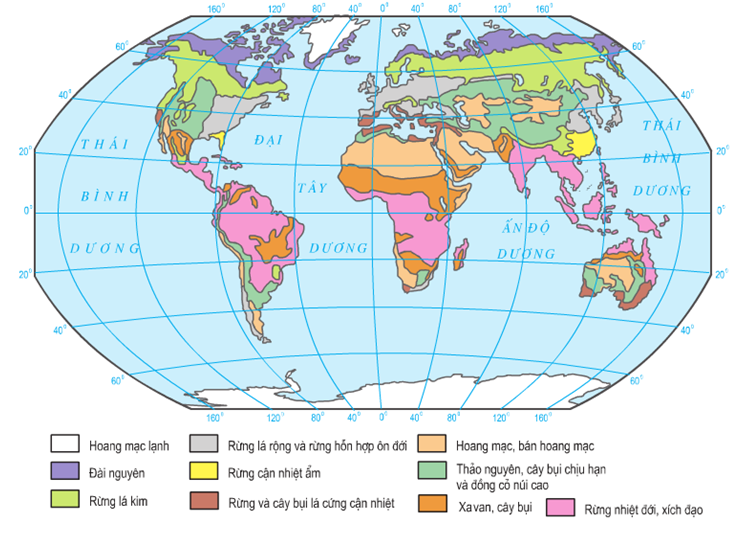 160° 120° 80° 40° 0° 40° 80° 120° 160°
60° 60°
40° 40°
20° 20°
0° 0°
20° 20°
40° 40°
60° 60°
THÁI
BÌNH
DƯƠNG
ĐẠI
TÂY
DƯƠNG
ẤN ĐỘ
DƯƠNG
THÁI
BÌNH
DƯƠNG
160° 120° 80° 40° 0° 40° 80° 120° 160°
Hoang mạc lạnh
Đài nguyên
Rừng lá kim
Rừng lá rộng và rừng hỗn hợp ôn đới
Rừng cận nhiệt ẩm
Rừng và cây bụi lá cứng cận nhiệt
Hoang mạc, bán hoang mạc
Thảo nguyên, cây bụi chịu hạn
và đồng cỏ núi cao
Xavan, cây bụi
Rừng nhiệt đới, xích đạo